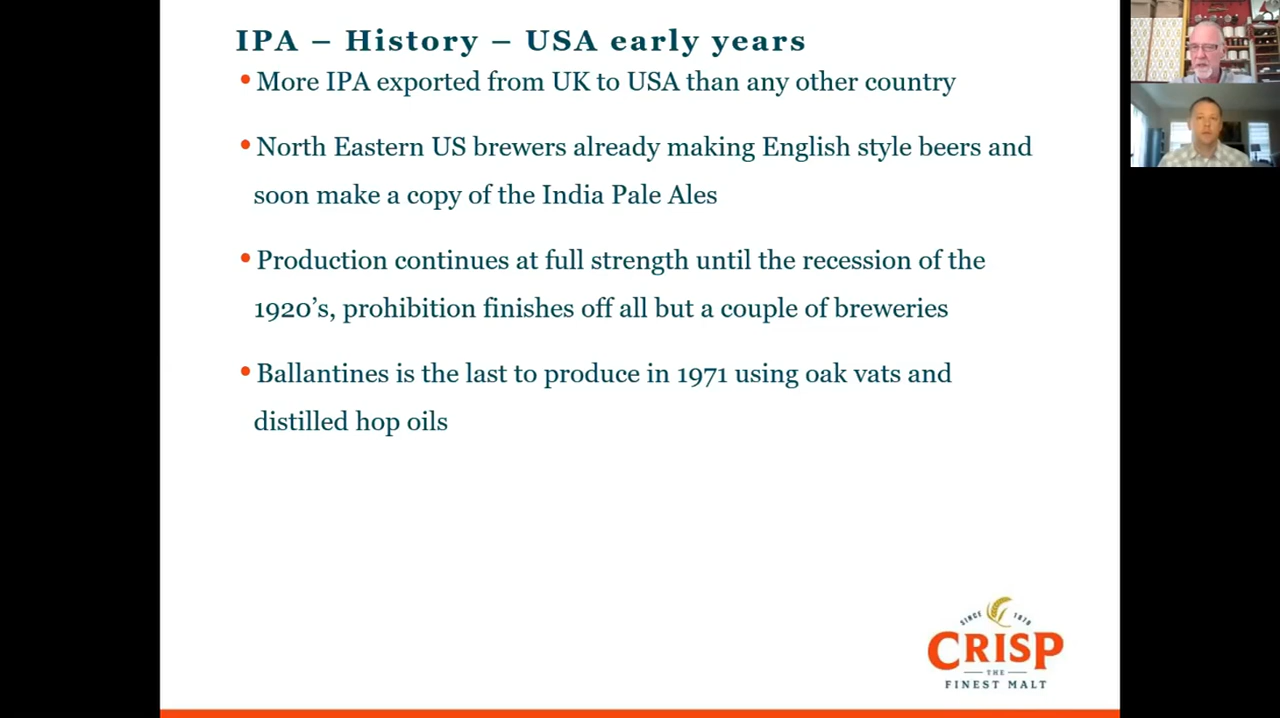 IPA – History – USA early years
• More IPA exported from UK to USA than any other country
• North Eastern US brewers already making English style beers and
soon make a copy of the India Pale Ales
• Production continues at full strength until the recession of the
1920’s, prohibition finishes off all but a couple of breweries
• Ballantines is the last to produce in 1971 using oak vats and
distilled hop oils
SINCE 1870
CRISP
THE
FINEST MALT